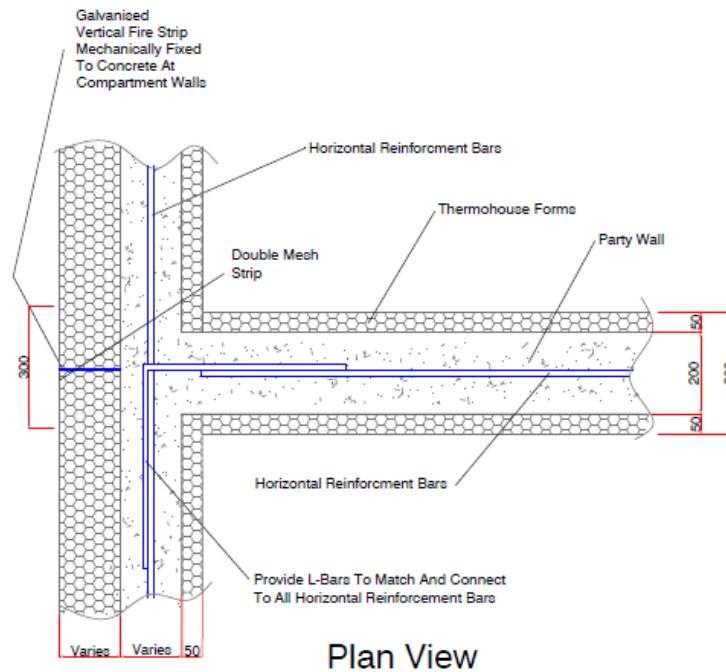 Galvanised
Vertical Fire Strip
Mechanically Fixed
To Concrete At
Compartment Walls
Horizontal Reinforcment Bars
Thermohouse Forms
Party Wall
Double Mesh
Strip
300
50
200
50
Horizontal Reinforcment Bars
Provide L-Bars To Match And Connect
To All Horizontal Reinforcement Bars
Varies
Varies
50
Plan View